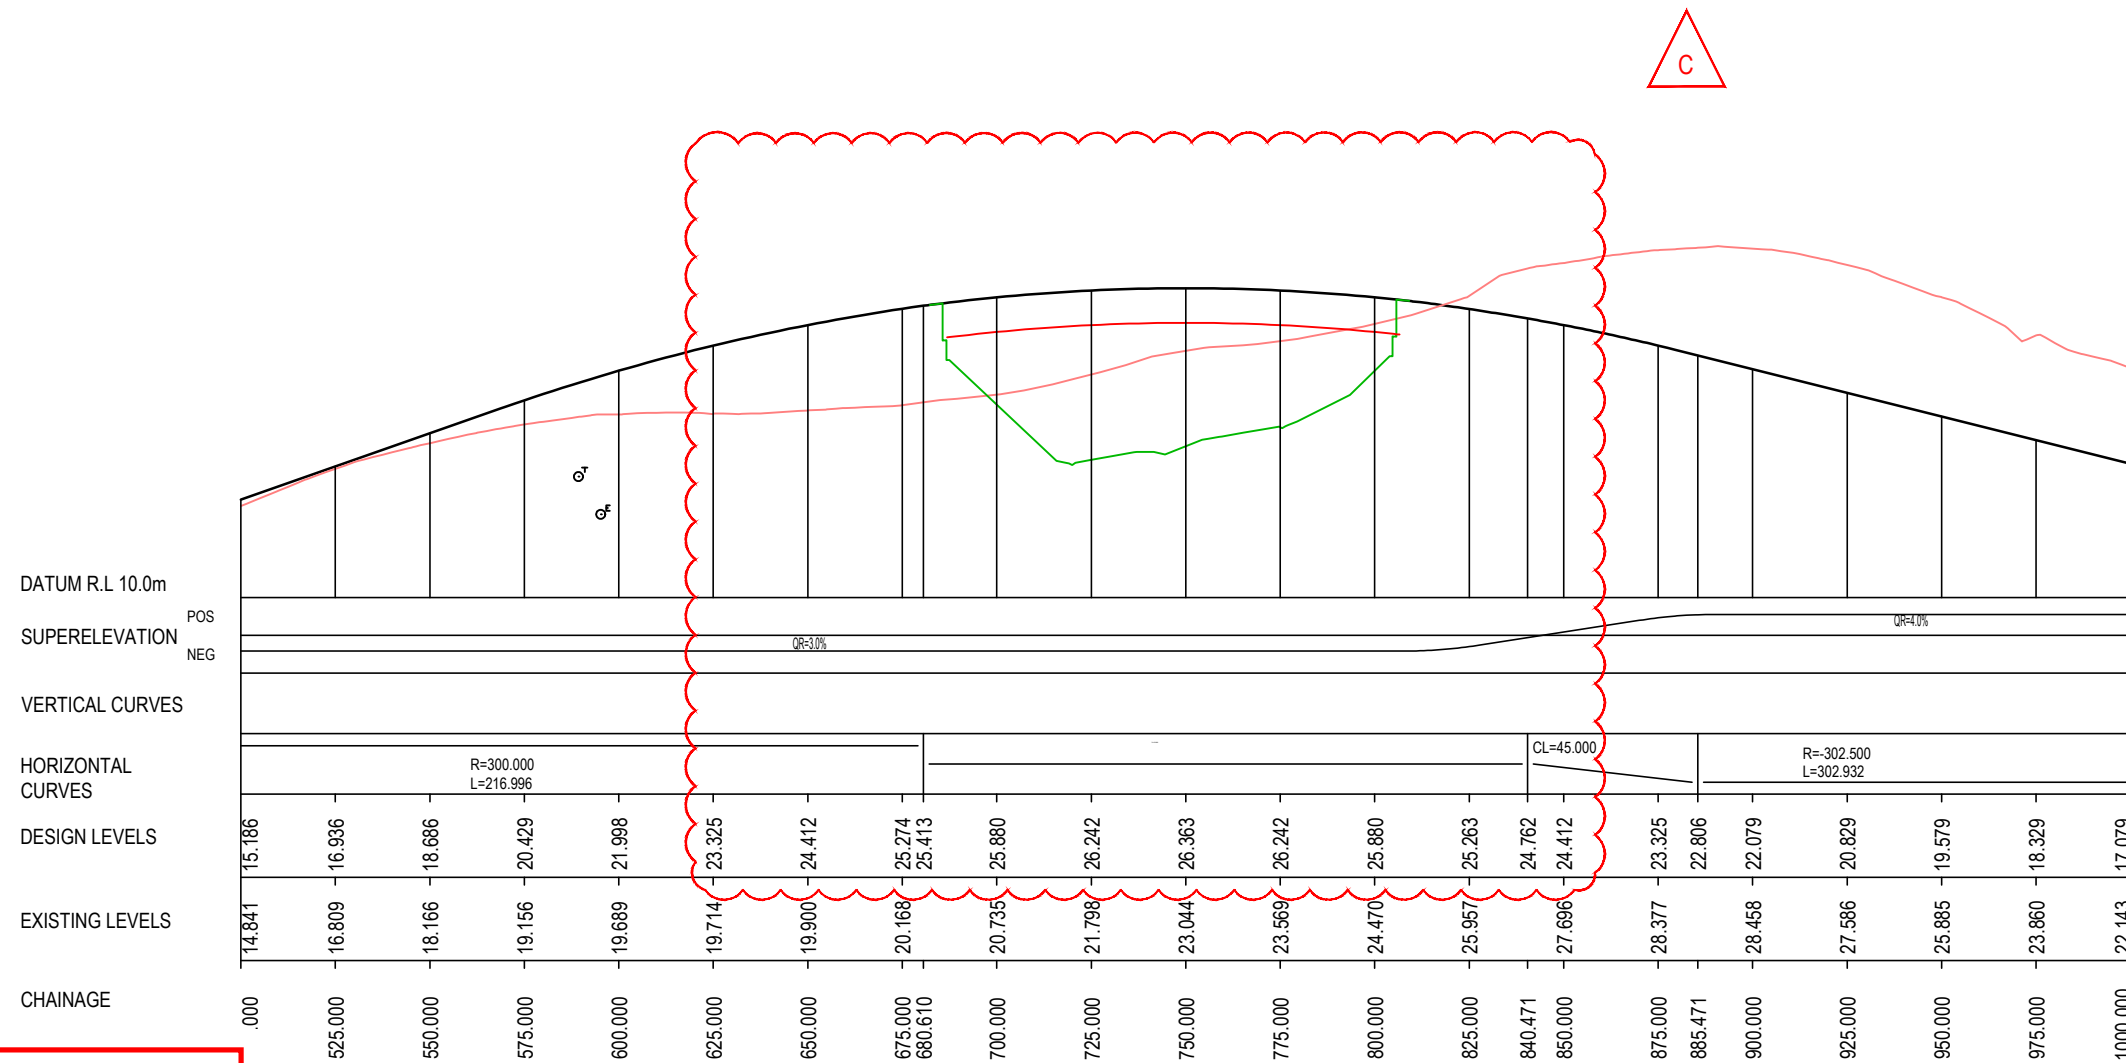 C
T
E
DATUM R.L 10.0m
POS
SUPERELEVATION
NEG
QR=3.0%
QR=4.0%
VERTICAL CURVES
HORIZONTAL
CURVES
R=300.000
L=216.996
CL=45.000
R=-302.500
L=302.932
DESIGN LEVELS
15.186 16.936 18.686 20.429 21.998 23.325 24.412 25.274 25.413 25.880 26.242 26.363 26.242 25.880 25.263 24.762 24.412 23.325 22.806 22.079 20.829 19.579 18.329 17.079
EXISTING LEVELS
14.841 16.809 18.166 19.156 19.689 19.714 19.900 20.168 20.735 21.798 23.044 23.569 24.470 25.957 27.696 28.377 28.458 27.586 25.885 23.860 22.143
CHAINAGE
.000 525.000 550.000 575.000 600.000 625.000 650.000 675.000 680.610 700.000 725.000 750.000 775.000 800.000 825.000 840.471 850.000 875.000 885.471 900.000 925.000 950.000 975.000 1000.000